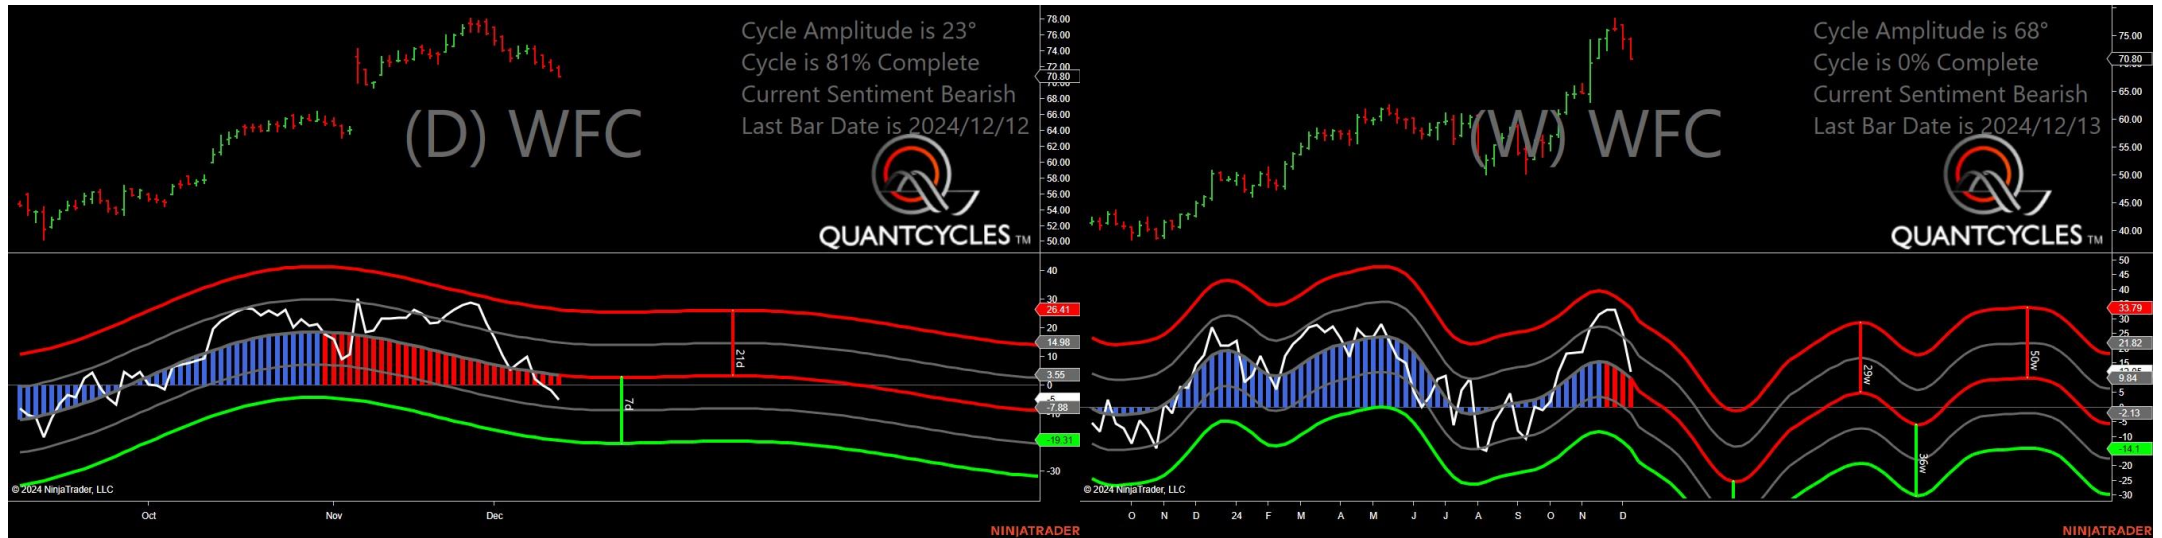 Cycle Amplitude is 23°
Cycle is 81% Complete
Current Sentiment Bearish
Last Bar Date is 2024/12/12
(D) WFC
QUANTCYCLES TM
78.00
76.00
74.00
72.00
70.80
68.00
66.00
64.00
62.00
60.00
58.00
56.00
54.00
52.00
50.00
40
30
26.41
20
14.98
10
3.55
0
-5
-7.88
-10
-19.31
-30
21d
7d
© 2024 NinjaTrader, LLC
Oct Nov Dec
NINJATRADER
Cycle Amplitude is 68°
Cycle is 0% Complete
Current Sentiment Bearish
Last Bar Date is 2024/12/13
(W) WFC
QUANTCYCLES TM
75.00
70.80
65.00
60.00
55.00
50.00
45.00
40.00
50
45
40
33.79
30
25
21.82
15
9.84
5
-2.13
-5
-10
-14.1
-20
-25
-30
29w
50w
36w
© 2024 NinjaTrader, LLC
O N D 24 F M A M J J A S O N D
NINJATRADER